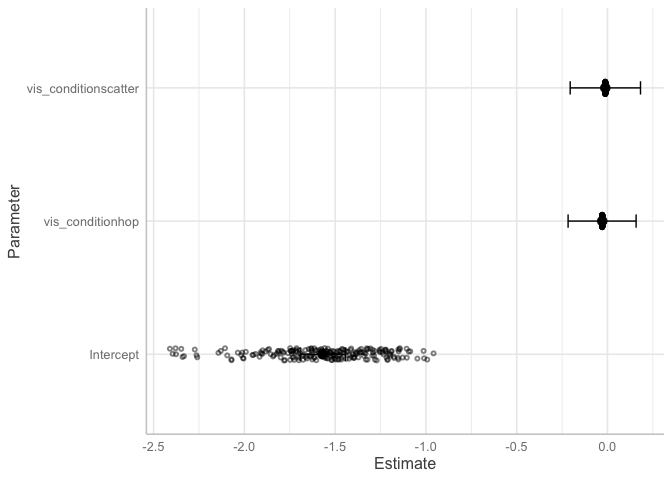 vis_conditionscatter
vis_conditionhop
Intercept
Parameter
-2.5 -2.0 -1.5 -1.0 -0.5 0.0
Estimate